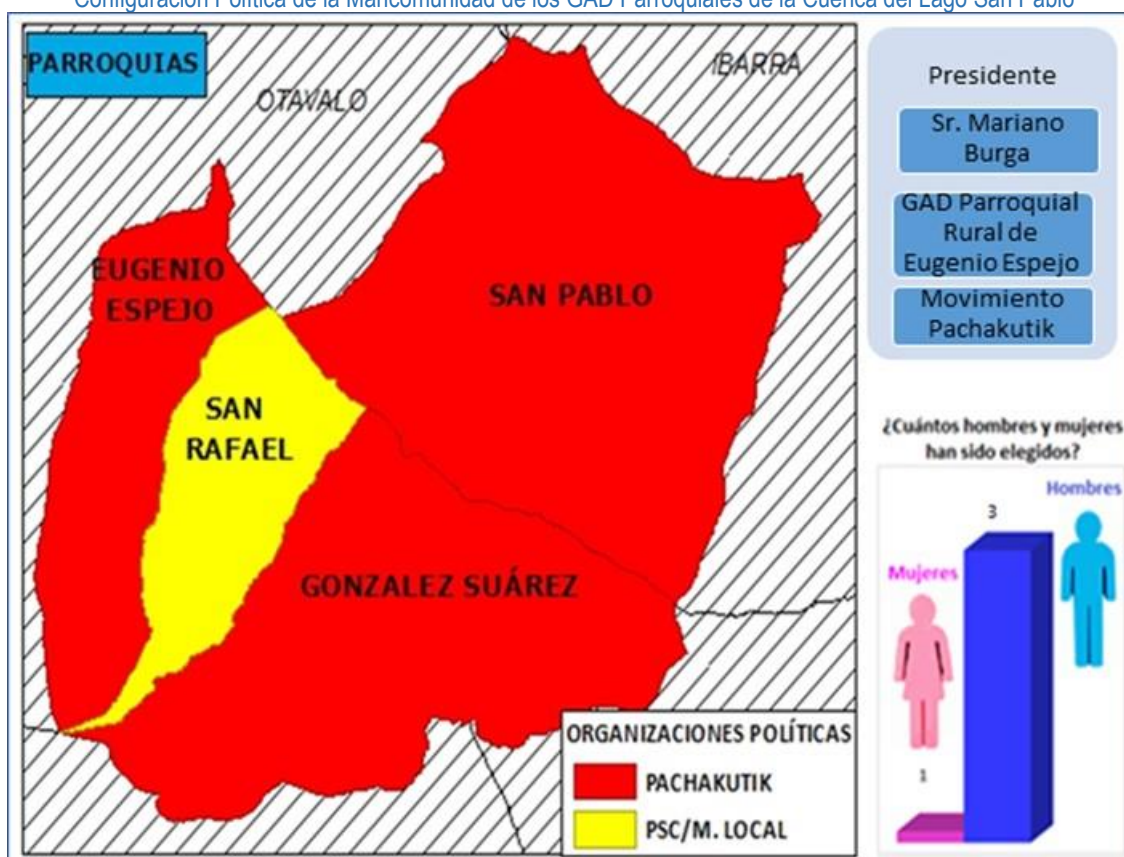 Configuración Política de la Mancomunidad de los GAD Parroquiales de la Cuenca del Lago San Pablo
PARROQUIAS
OTAVALO
IBARRA
EUGENIO
ESPEJO
SAN PABLO
SAN
RAFAEL
GONZALEZ SUÁREZ
ORGANIZACIONES POLÍTICAS
PACHAKUTIK
PSC/M. LOCAL
Presidente
Sr. Mariano
Burga
GAD Parroquial
Rural de
Eugenio Espejo
Movimiento
Pachakutik
¿Cuántos hombres y mujeres
han sido elegidos?
Hombres
3
Mujeres
1